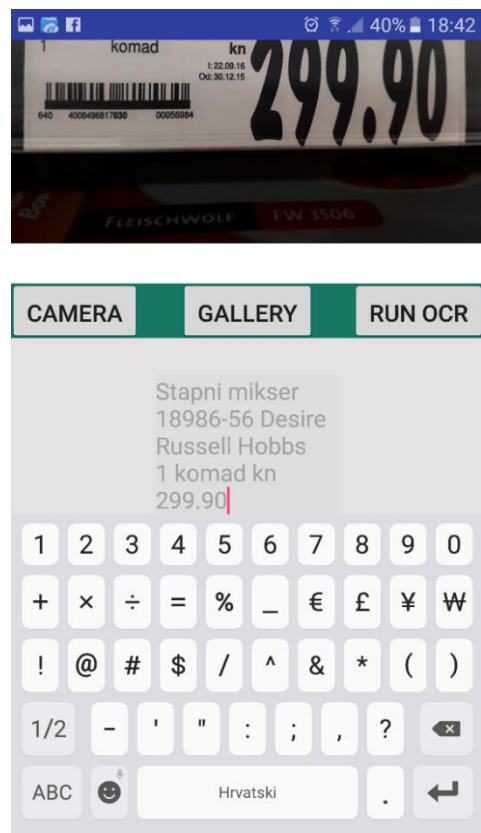 40% 18:42
1 komad kn
I: 22.09.16
Od: 30.12.15
299.90
640 4008496817030 00056984
FLEISCHWOLF FW 3506
CAMERA GALLERY RUN OCR
Stapni mikser
18986-56 Desire
Russell Hobbs
1 komad kn
299.90
1 2 3 4 5 6 7 8 9 0
+ × ÷ = % _ € £ ¥ ₩
! @ # $ / ^ & * ( )
1/2 - ' " : ; , ?
ABC Hrvatski .